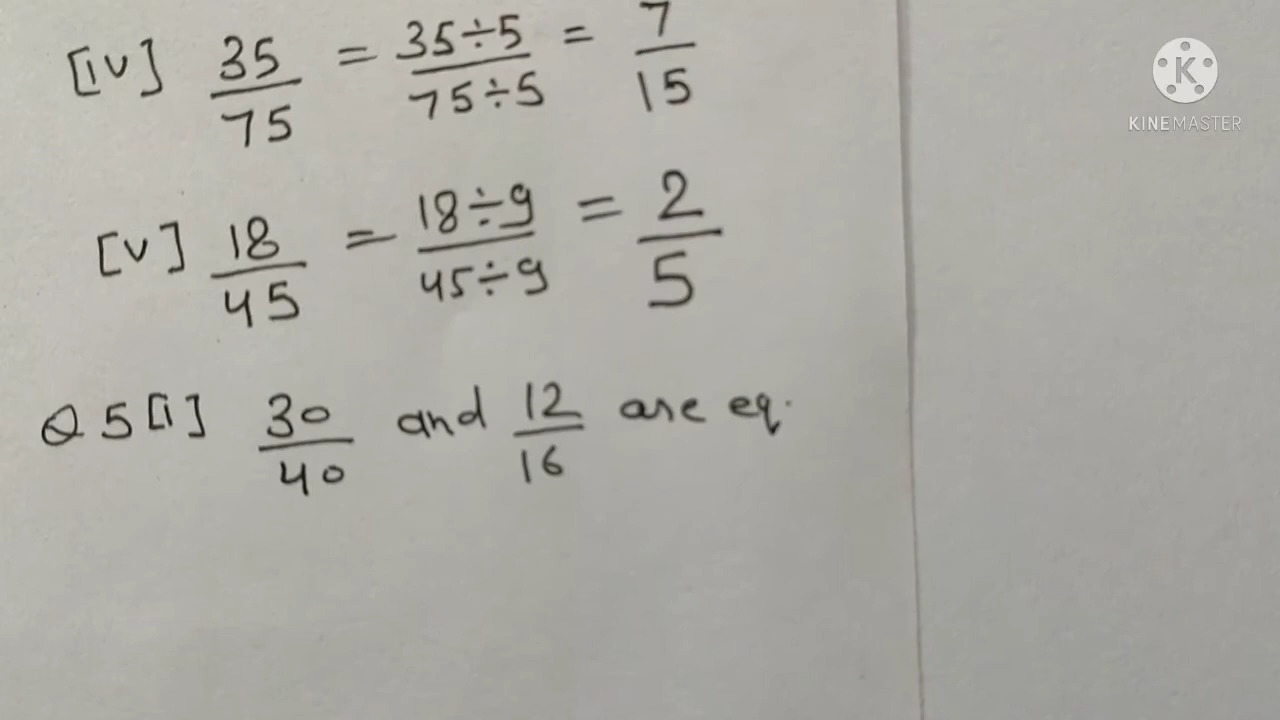 [iv] 35/75 = 35÷5/75÷5 = 7/15
K
KINEMASTER
[v] 18/45 = 18÷9/45÷9 = 2/5
Q5[i] 30/40 and 12/16 are eq.